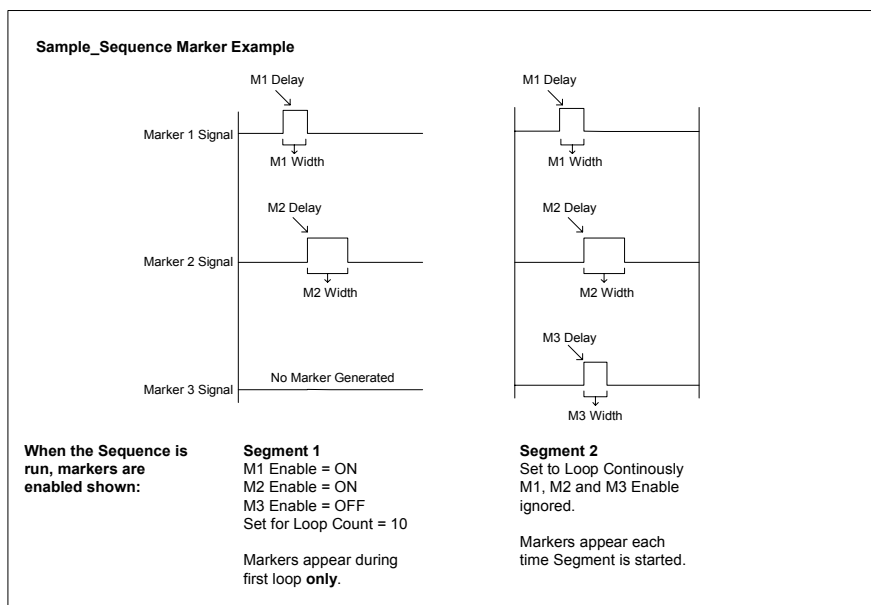 Sample_Sequence Marker Example
M1 Delay
Marker 1 Signal
M1 Width
M2 Delay
Marker 2 Signal
M2 Width
No Marker Generated
Marker 3 Signal
M1 Delay
M1 Width
M2 Delay
M2 Width
M3 Delay
M3 Width
When the Sequence is
run, markers are
enabled shown:
Segment 1
M1 Enable = ON
M2 Enable = ON
M3 Enable = OFF
Set for Loop Count = 10
Markers appear during
first loop only.
Segment 2
Set to Loop Continously
M1, M2 and M3 Enable
ignored.
Markers appear each
time Segment is started.